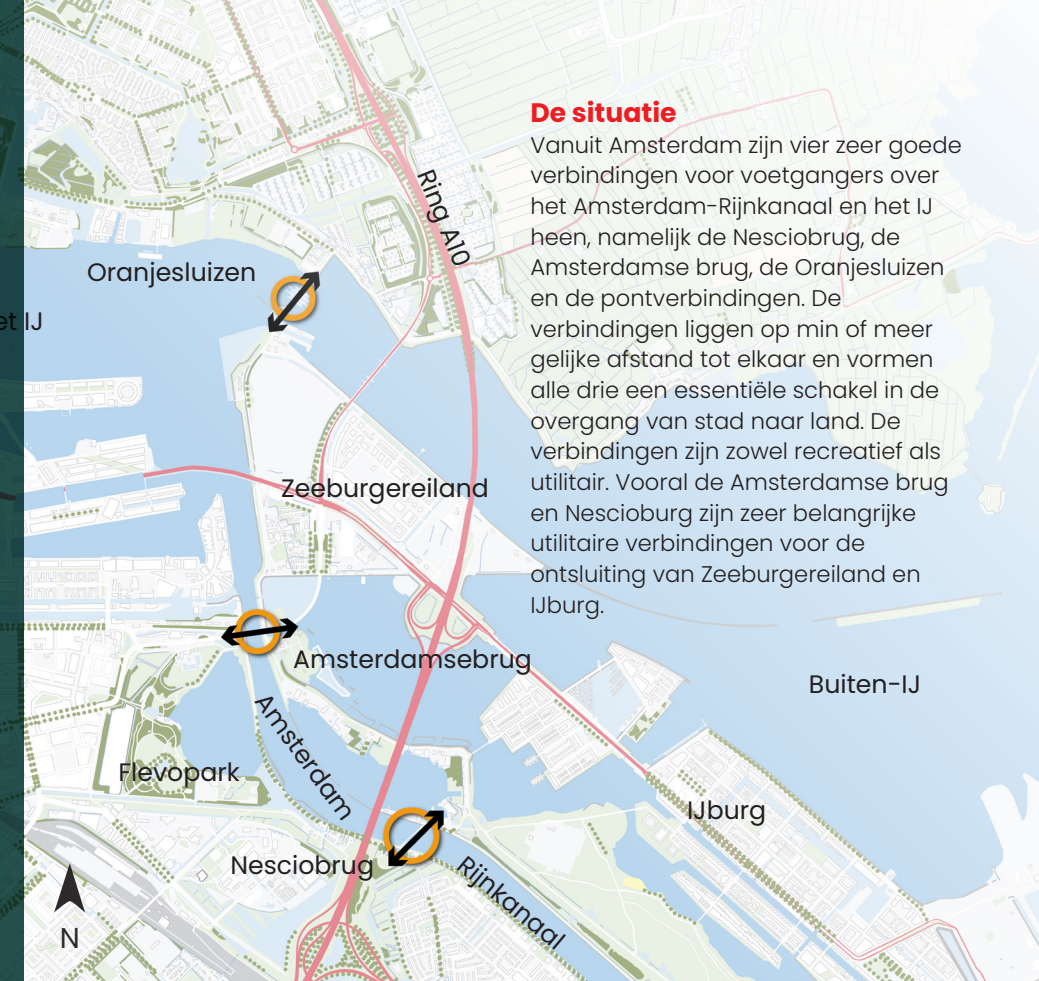 De situatie
Vanuit Amsterdam zijn vier zeer goede
verbindingen voor voetgangers over
het Amsterdam-Rijnkanaal en het IJ
heen, namelijk de Nesciobrug, de
Amsterdamse brug, de Oranjesluizen
en de pontverbindingen. De
verbindingen liggen op min of meer
gelijke afstand tot elkaar en vormen
alle drie een essentiële schakel in de
overgang van stad naar land. De
verbindingen zijn zowel recreatief als
utilitair. Vooral de Amsterdamse brug
en Nescioburg zijn zeer belangrijke
utilitaire verbindingen voor de
ontsluiting van Zeeburgereiland en
IJburg.
Ring A10
Oranjesluizen
et IJ
Zeeburgereiland
Amsterdamsebrug
Buiten-IJ
Amsterdam
Flevopark
IJburg
Nesciobrug
Rijnkanaal
N